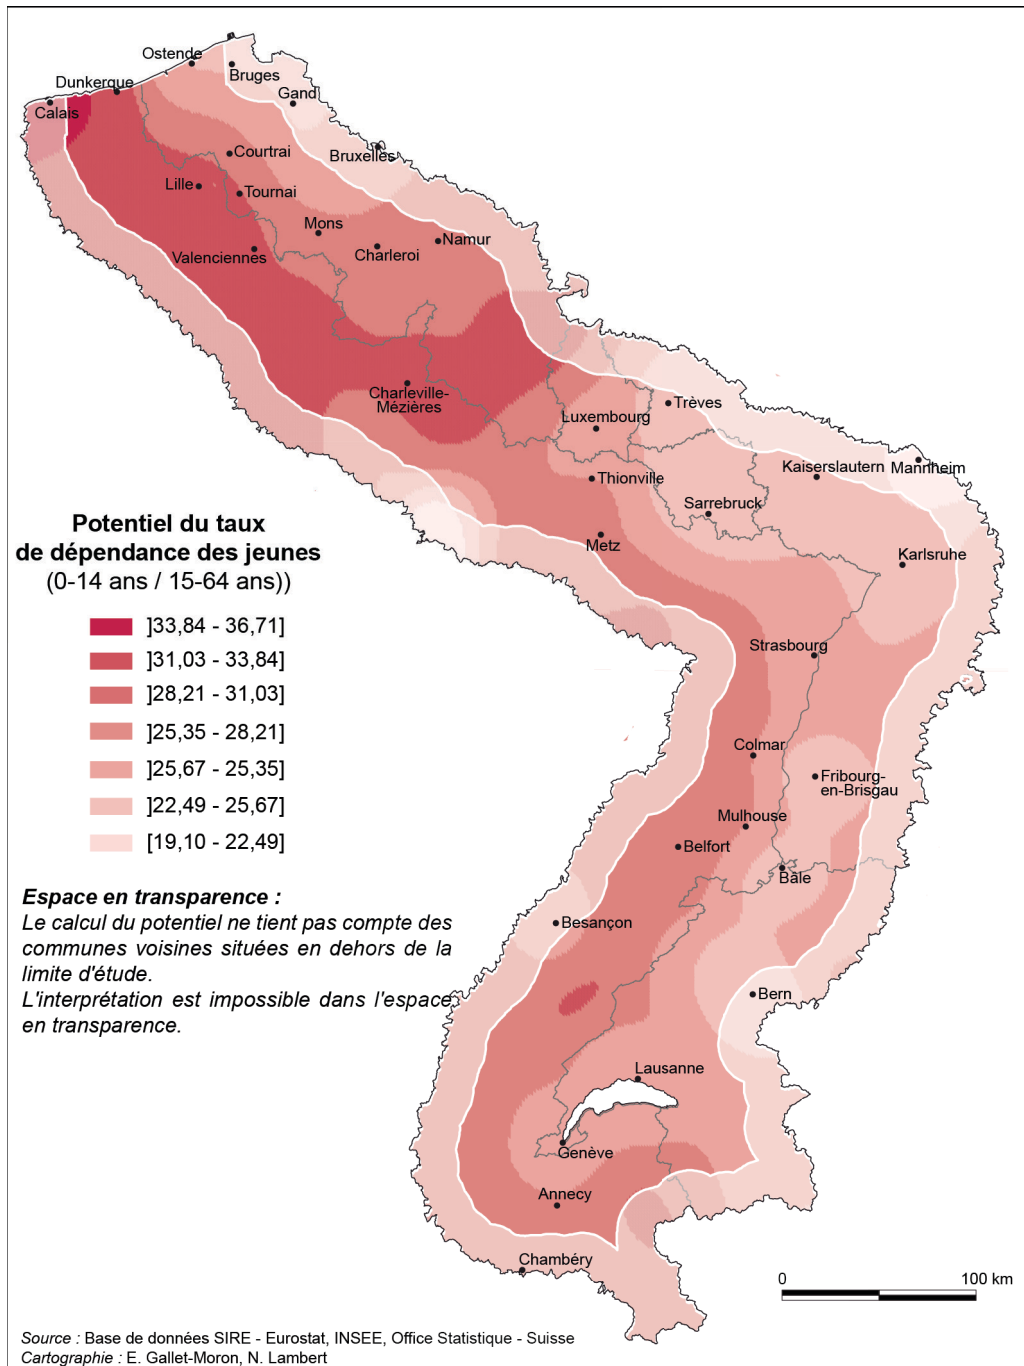 Ostende
Dunkerque
Bruges
Calais
Gand
Courtrai
Bruxelles
Lille
Tournai
Mons
Namur
Valenciennes
Charleroi
Charleville-
Mézières
Trèves
Luxembourg
Kaiserslautern
Mannheim
Thionville
Sarrebruck
Metz
Karlsruhe
Strasbourg
Colmar
Fribourg-
en-Brisgau
Mulhouse
Belfort
Bâle
Besançon
Bern
Lausanne
Genève
Annecy
Chambéry
Potentiel du taux
de dépendance des jeunes
(0-14 ans / 15-64 ans))
]33,84 - 36,71]
]31,03 - 33,84]
]28,21 - 31,03]
]25,35 - 28,21]
]25,67 - 25,35]
]22,49 - 25,67]
[19,10 - 22,49]
Espace en transparence :
Le calcul du potentiel ne tient pas compte des
communes voisines situées en dehors de la
limite d'étude.
L'interprétation est impossible dans l'espace
en transparence.
0 100 km
Source : Base de données SIRE - Eurostat, INSEE, Office Statistique - Suisse
Cartographie : E. Gallet-Moron, N. Lambert